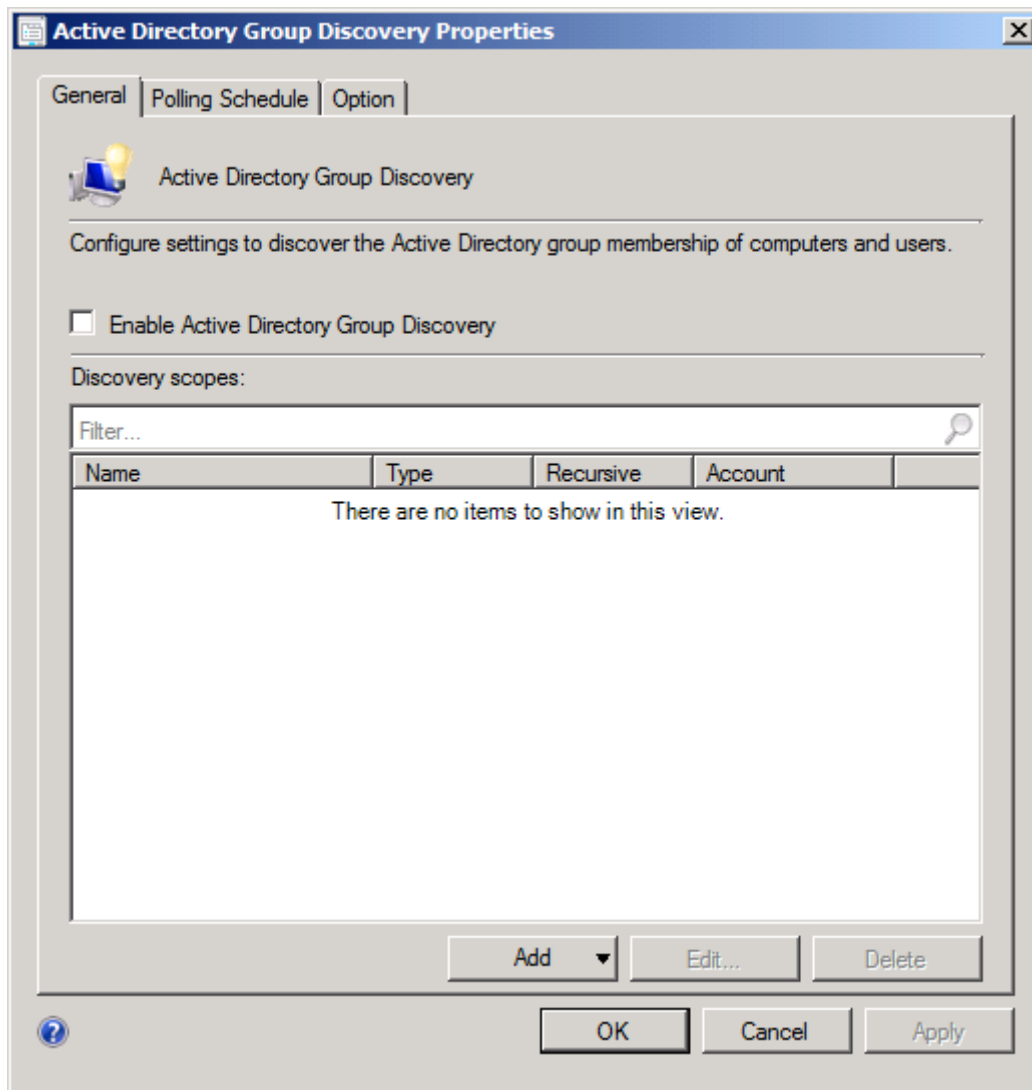 Active Directory Group Discovery Properties
General Polling Schedule Option
Active Directory Group Discovery
Configure settings to discover the Active Directory group membership of computers and users.
Enable Active Directory Group Discovery
Discovery scopes:
Filter...
Name Type Recursive Account
There are no items to show in this view.
Add Edit... Delete
OK Cancel Apply